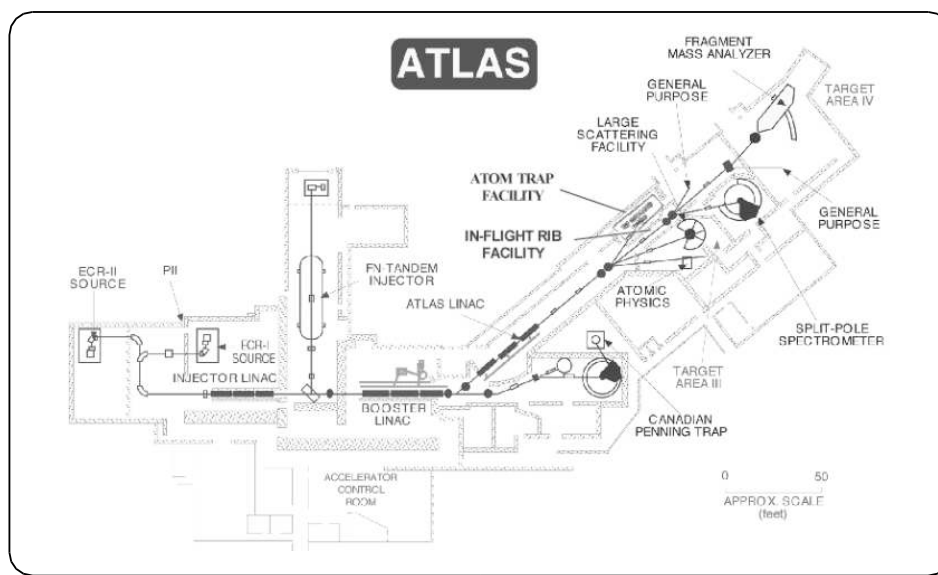 ATLAS
FRAGMENT
MASS ANALYZER
TARGET
AREA IV
GENERAL
PURPOSE
LARGE
SCATTERING
FACILITY
ATOM TRAP
FACILITY
IN-FLIGHT RIB
FACILITY
GENERAL
PURPOSE
ECR-II
SOURCE
PII
FN-TANDEM
INJECTOR
ATLAS LINAC
ATOMIC
PHYSICS
SPLIT-POLE
SPECTROMETER
ECR-I
SOURCE
INJECTOR LINAC
TARGET
AREA III
BOOSTER
LINAC
CANADIAN
PENNING TRAP
ACCELERATOR
CONTROL
ROOM
0 50
APPROX. SCALE
(feet)